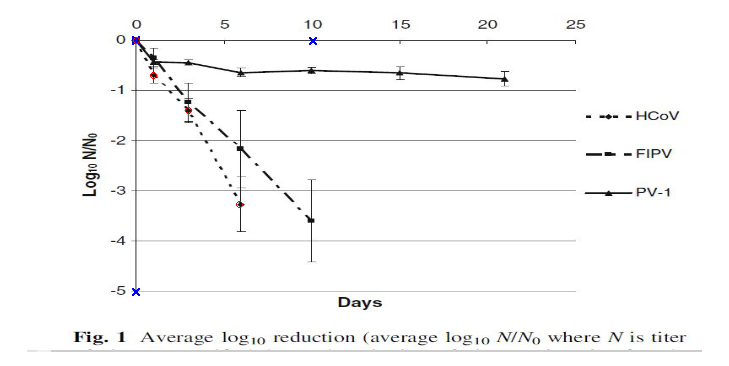 0 5 10 15 20 25
0
-1
-2
-3
-4
-5
Log10 N/N0
HCoV
FIPV
PV-1
Days
Fig. 1 Average log10 reduction (average log10 N/N0 where N is titer